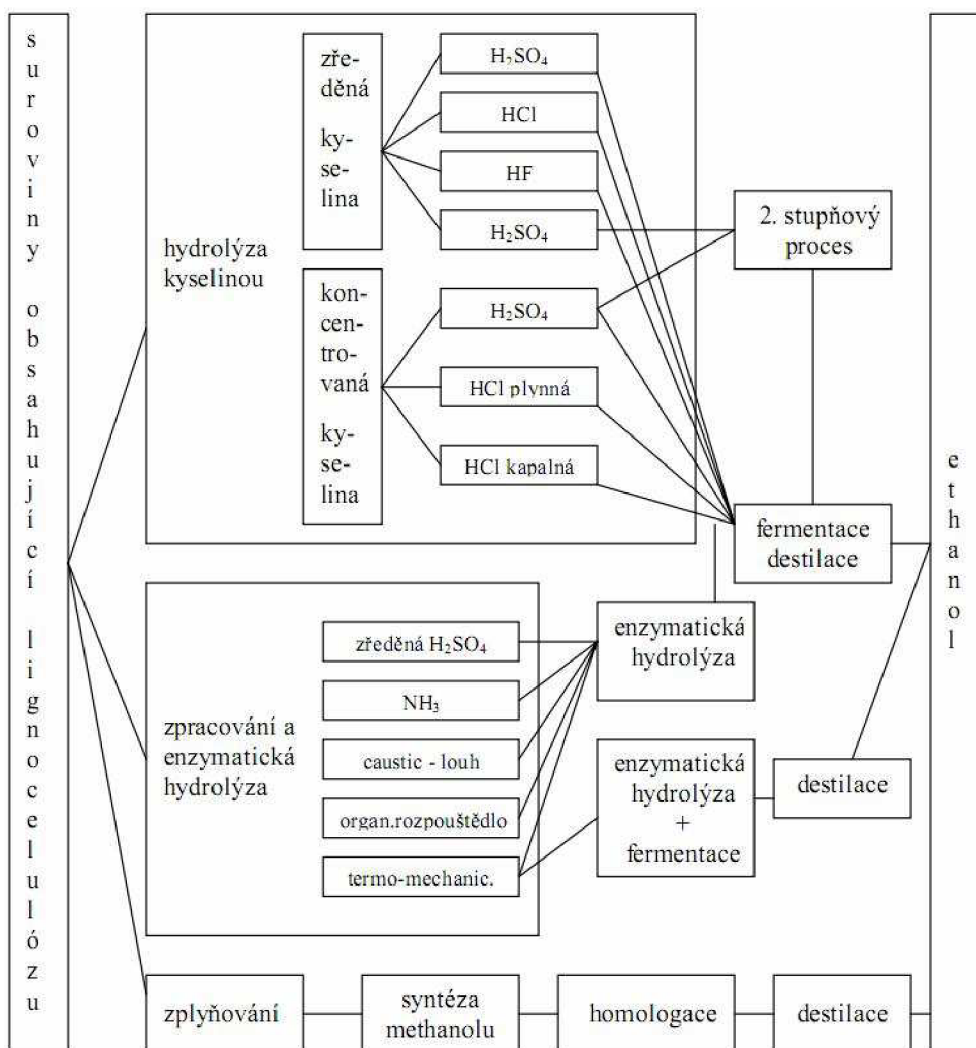 suroviny obsahující lignocelulózu
hydrolýza
kyselinou
zře-
děná
ky-
se-
lina
H₂SO₄
HCl
HF
H₂SO₄
kon-
cen-
tro-
vaná
ky-
se-
lina
H₂SO₄
HCl plynná
HCl kapalná
2. stupňový
proces
fermentace
destilace
zpracování a
enzymatická
hydrolýza
zředěná H₂SO₄
NH₃
caustic - louh
organ.rozpouštědlo
termo-mechanic.
enzymatická
hydrolýza
enzymatická
hydrolýza
+
fermentace
destilace
zplyňování
syntéza
methanolu
homologace
destilace
ethanol